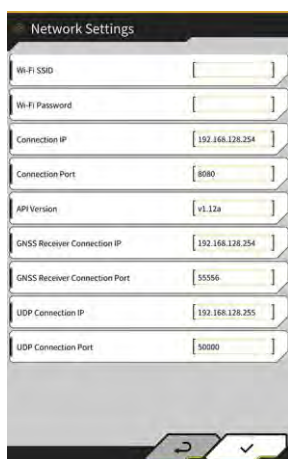 Network Settings
Wi-Fi SSID [ ]
Wi-Fi Password [ ]
Connection IP [ 192.168.128.254 ]
Connection Port [ 8080 ]
API Version [ v1.12a ]
GNSS Receiver Connection IP [ 192.168.128.254 ]
GNSS Receiver Connection Port [ 55556 ]
UDP Connection IP [ 192.168.128.255 ]
UDP Connection Port [ 50000 ]